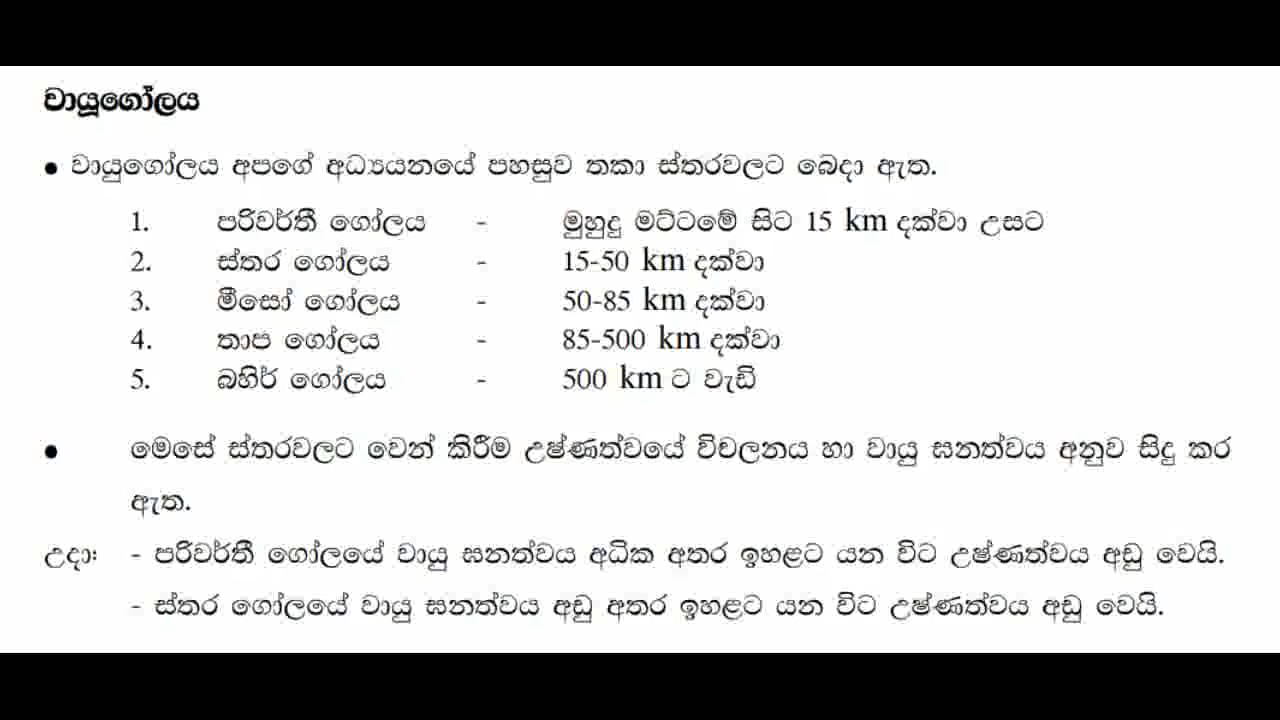 වායූගෝලය
• වායුගෝලය අපගේ අධ්‍යයනයේ පහසුව තකා ස්තරවලට බෙදා ඇත.
1. පරිවර්තී ගෝලය - මුහුදු මට්ටමේ සිට 15 km දක්වා උසට
2. ස්තර ගෝලය - 15-50 km දක්වා
3. මීසෝ ගෝලය - 50-85 km දක්වා
4. තාප ගෝලය - 85-500 km දක්වා
5. බහිර් ගෝලය - 500 km ට වැඩි
• මෙසේ ස්තරවලට වෙන් කිරීම උෂ්ණත්වයේ විචලනය හා වායු ඝනත්වය අනුව සිදු කර
ඇත.
උදා: - පරිවර්තී ගෝලයේ වායු ඝනත්වය අධික අතර ඉහළට යන විට උෂ්ණත්වය අඩු වෙයි.
- ස්තර ගෝලයේ වායු ඝනත්වය අඩු අතර ඉහළට යන විට උෂ්ණත්වය අඩු වෙයි.